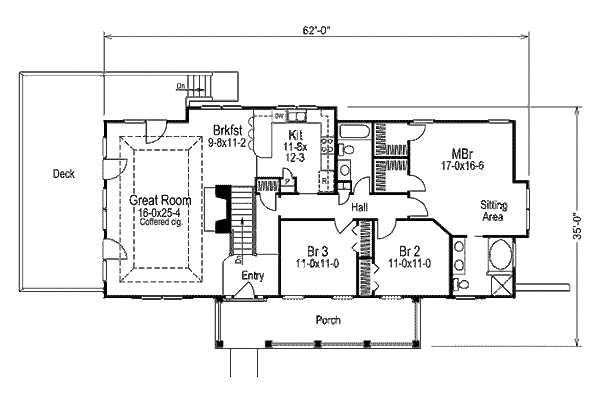 62'-0"
Dn
DW
Brkfst
9-8x11-2
Kit
11-8x
12-3
MBr
17-0x16-6
Deck
P
R
Great Room
16-0x25-4
Coffered clg.
Hall
Sitting
Area
35'-0"
Br 3
11-0x11-0
Br 2
11-0x11-0
Dn
Entry
Porch